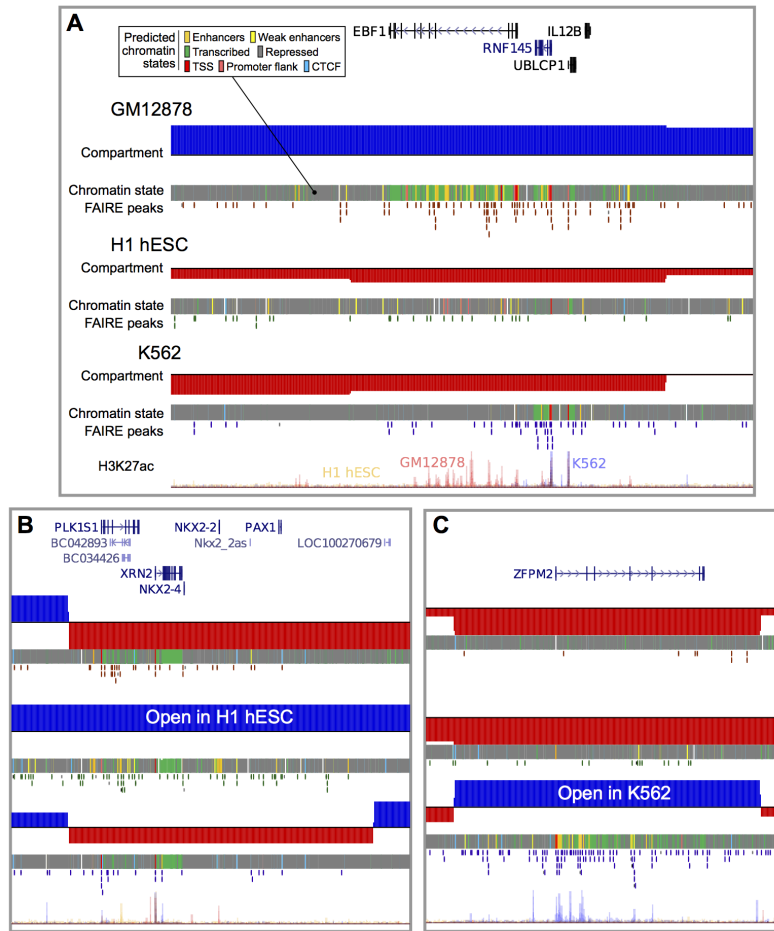 A
EBF1
IL12B
RNF145
UBLCP1
Predicted chromatin states
Enhancers
Weak enhancers
Transcribed
Repressed
TSS
Promoter flank
CTCF
GM12878
Compartment
Chromatin state
FAIRE peaks
H1 hESC
Compartment
Chromatin state
FAIRE peaks
K562
Compartment
Chromatin state
FAIRE peaks
H3K27ac
H1 hESC
GM12878
K562
B
PLK1S1
NKX2-2
PAX1
BC042893
Nkx2_2as
LOC100270679
BC034426
XRN2
NKX2-4
Open in H1 hESC
C
ZFPM2
Open in K562